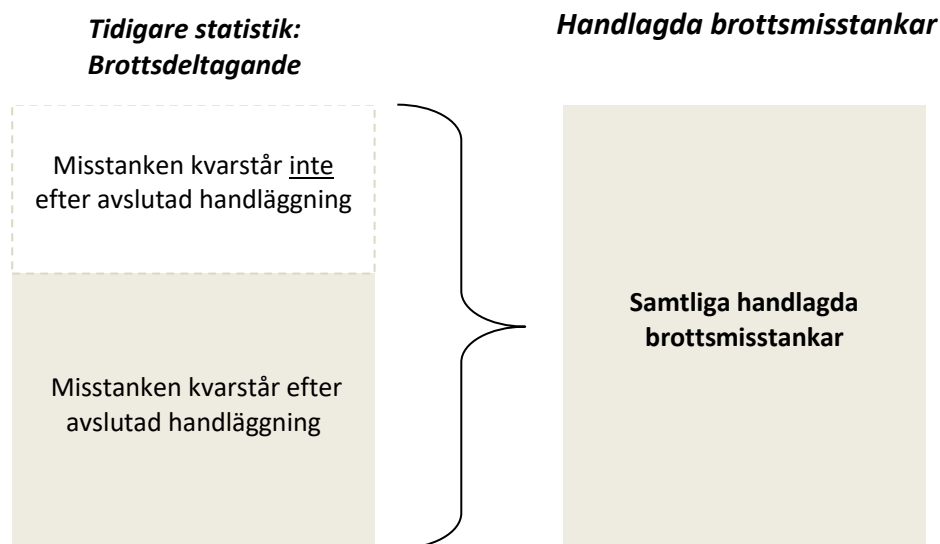 Tidigare statistik:
Brottsdeltagande
Handlagda brottsmisstankar
Misstanken kvarstår inte
efter avslutad handläggning
Misstanken kvarstår efter
avslutad handläggning
Samtliga handlagda
brottsmisstankar